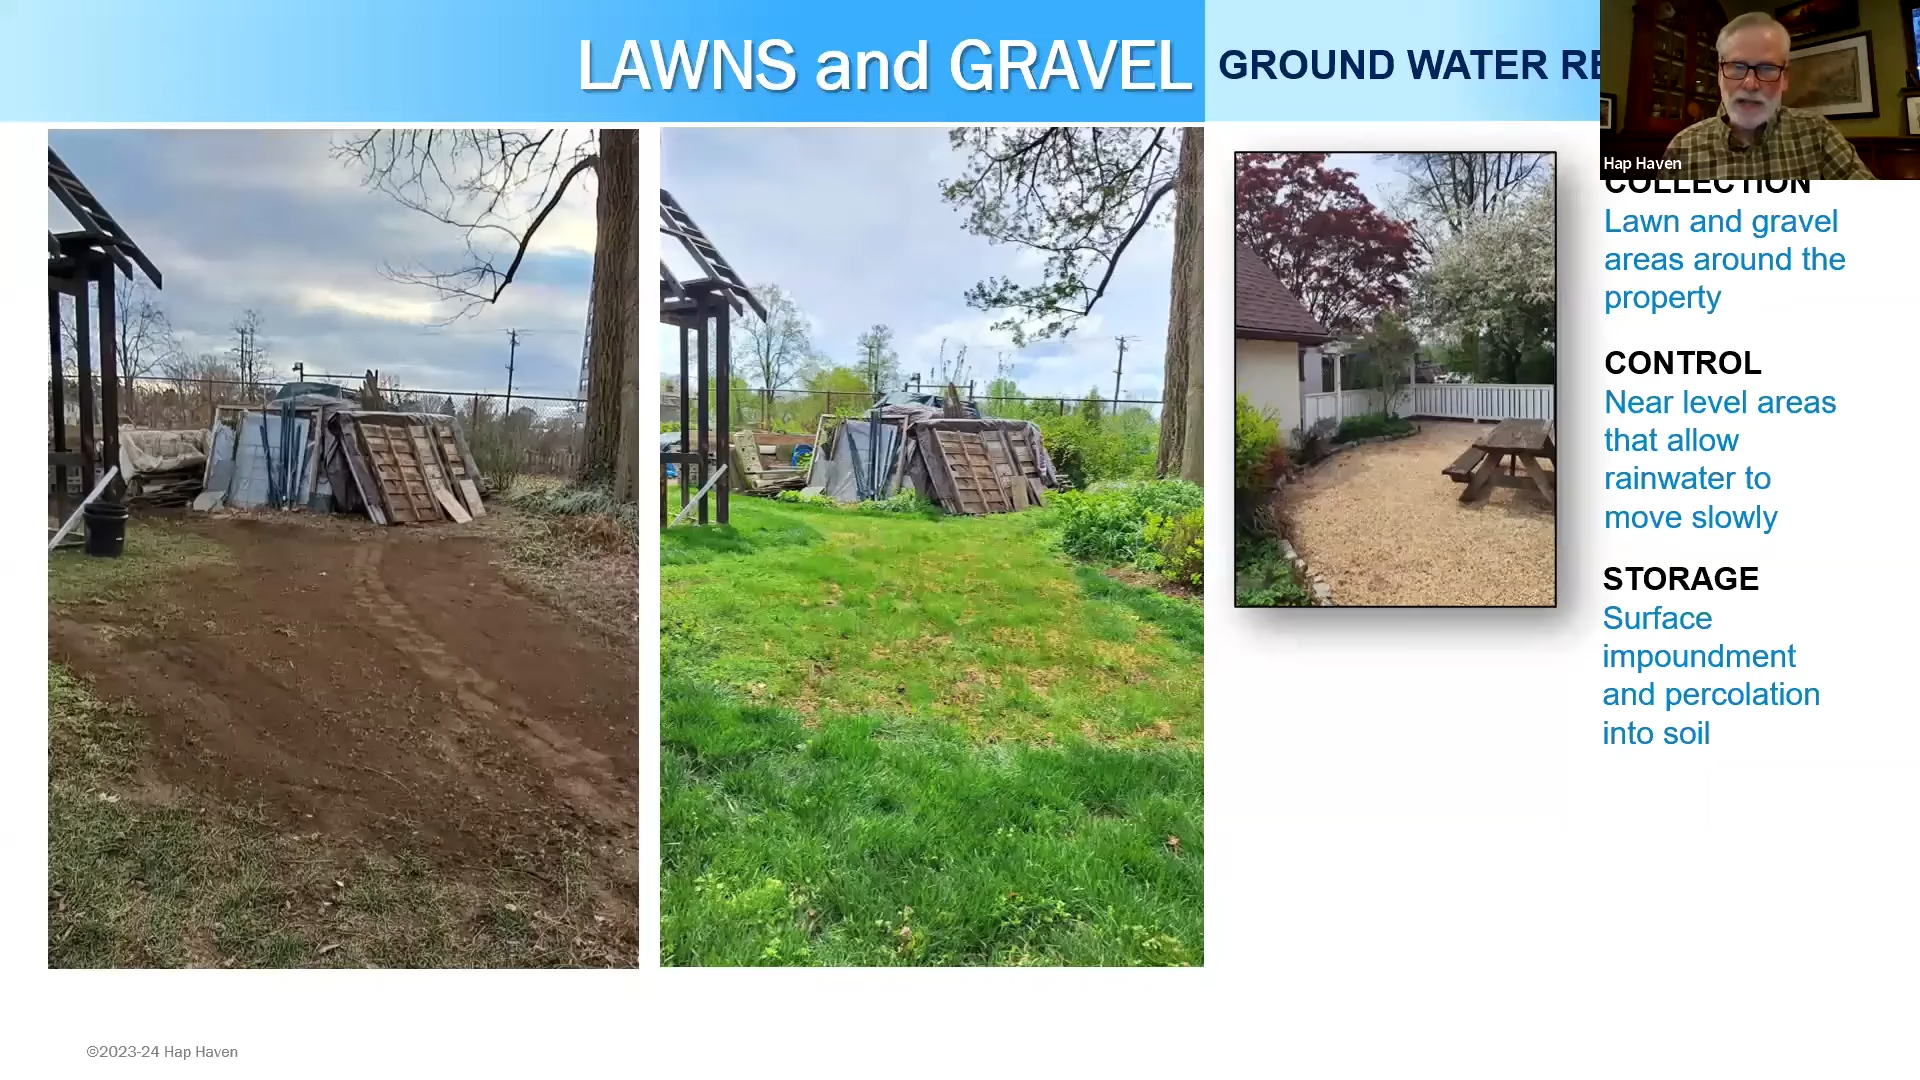 LAWNS and GRAVEL
GROUND WATER
Hap Haven
COLLECTION
Lawn and gravel
areas around the
property
CONTROL
Near level areas
that allow
rainwater to
move slowly
STORAGE
Surface
impoundment
and percolation
into soil
©2023-24 Hap Haven